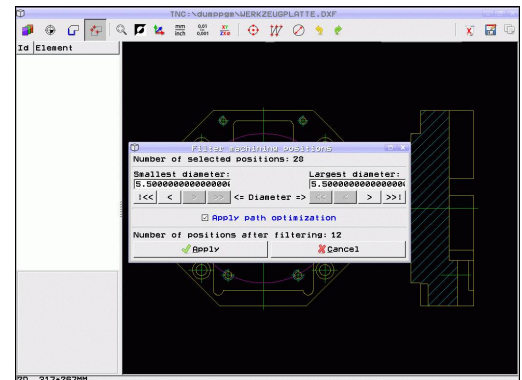 TNC:\dumppgm\WERKZEUGPLATTE.DXF
mm inch
0,01 0,001
Id Element
Filter machining positions
Number of selected positions: 28
Smallest diameter: Largest diameter:
5.5000000000000000 5.5000000000000000
|<< < > >> <= Diameter => << < > >>|
Apply path optimization
Number of positions after filtering: 12
Apply Cancel